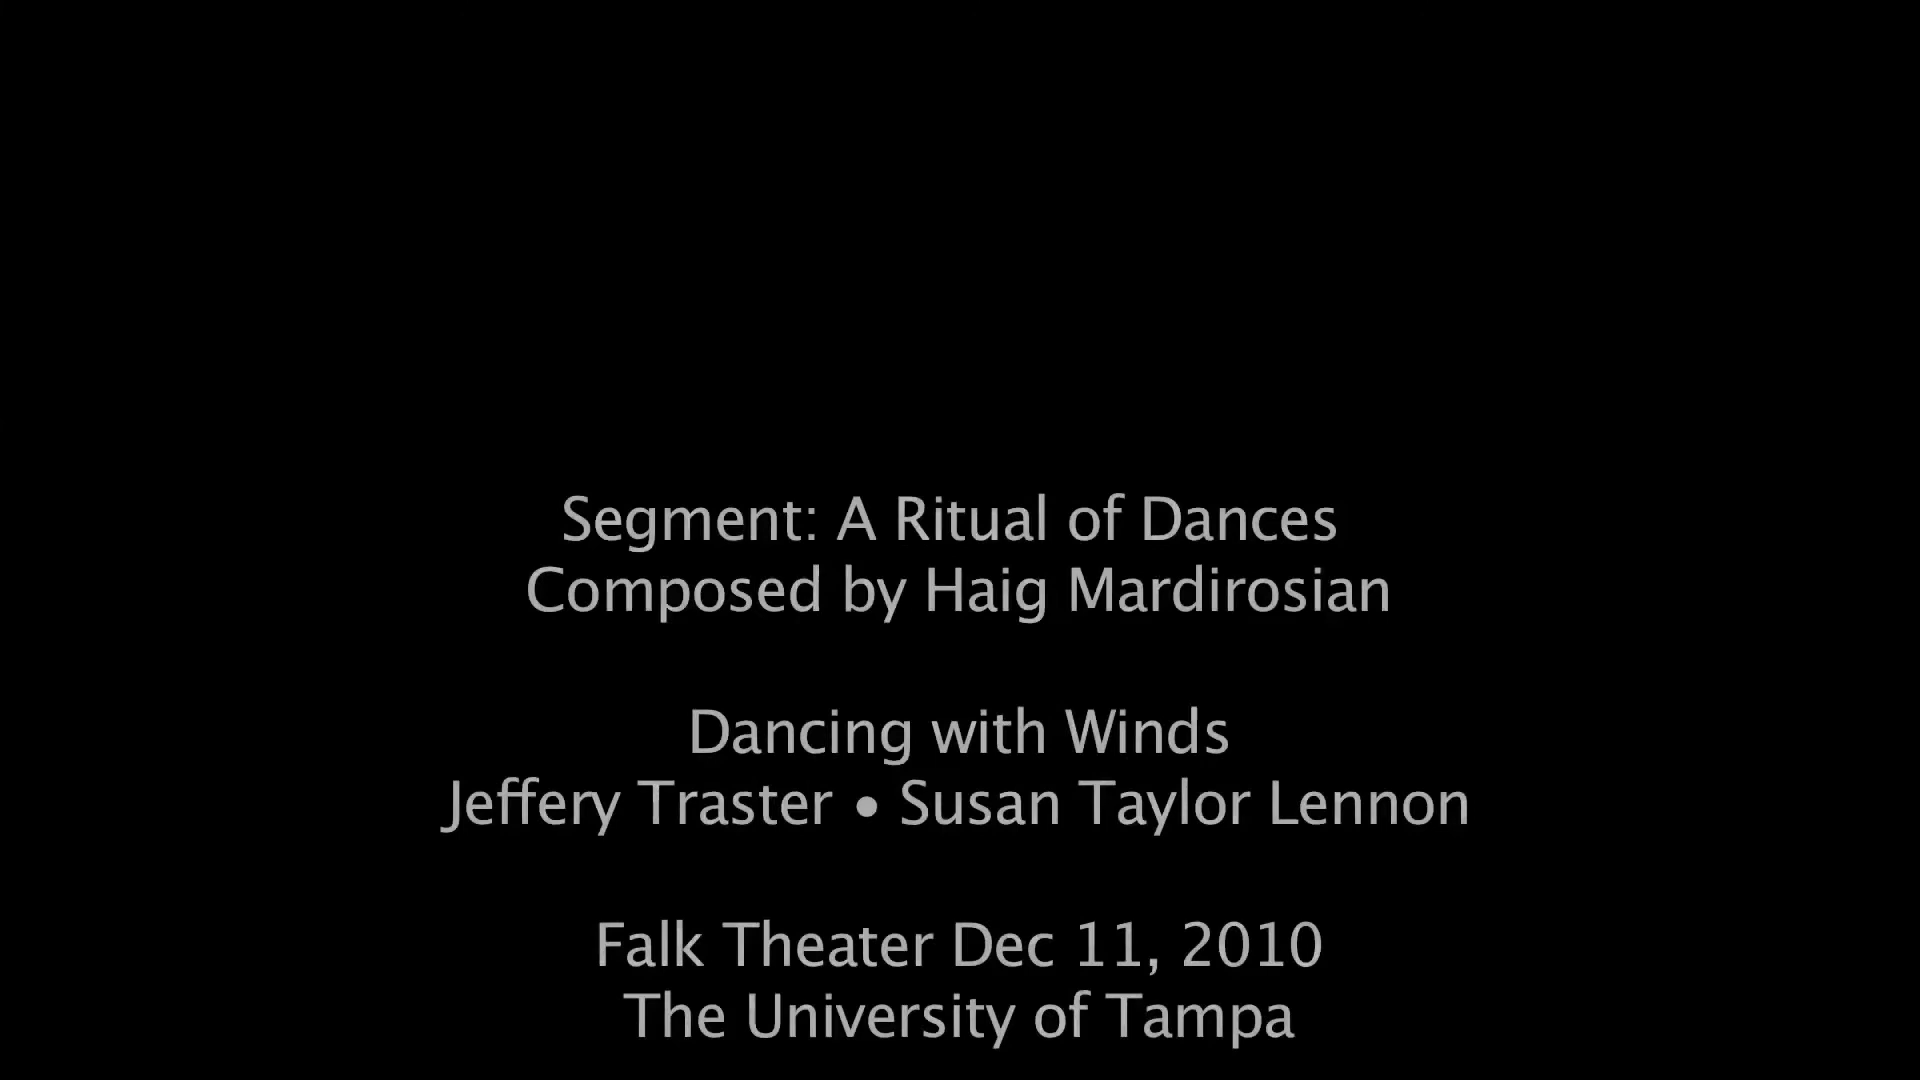 Segment: A Ritual of Dances
Composed by Haig Mardirosian
Dancing with Winds
Jeffery Traster • Susan Taylor Lennon
Falk Theater Dec 11, 2010
The University of Tampa